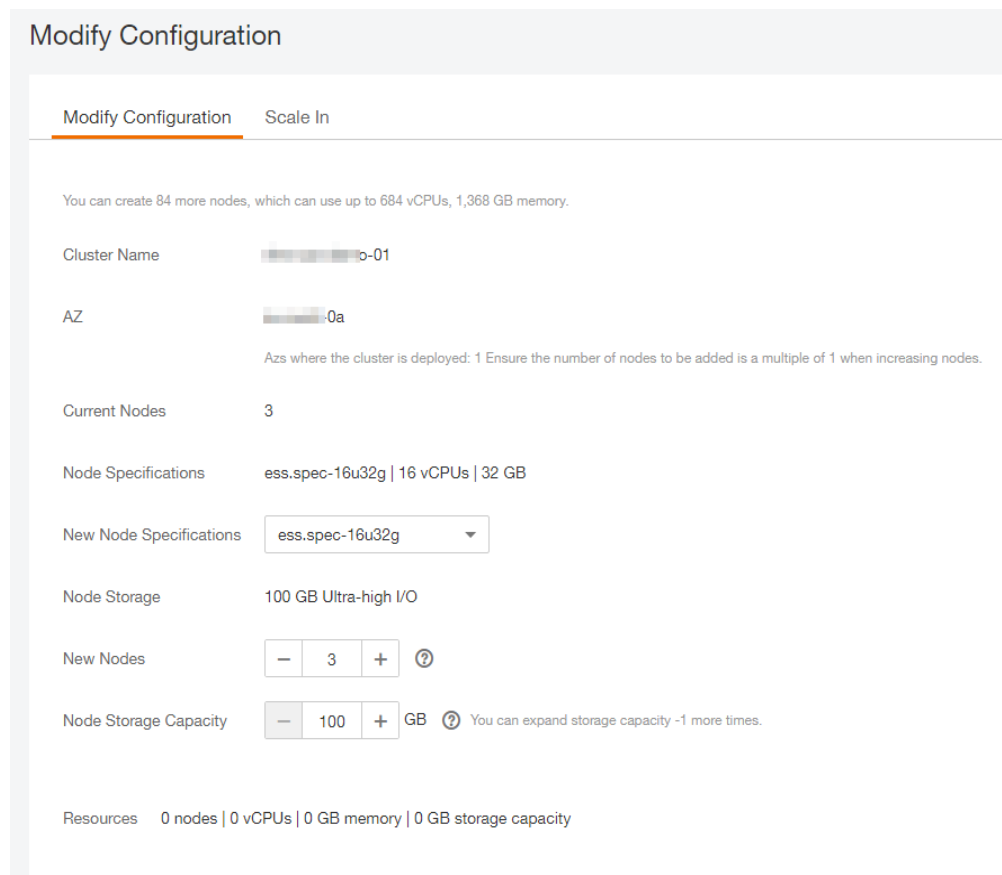 Modify Configuration
Modify Configuration Scale In
You can create 84 more nodes, which can use up to 684 vCPUs, 1,368 GB memory.
Cluster Name o-01
AZ -0a
Azs where the cluster is deployed: 1 Ensure the number of nodes to be added is a multiple of 1 when increasing nodes.
Current Nodes 3
Node Specifications ess.spec-16u32g | 16 vCPUs | 32 GB
New Node Specifications ess.spec-16u32g
Node Storage 100 GB Ultra-high I/O
New Nodes − 3 + ?
Node Storage Capacity − 100 + GB ? You can expand storage capacity -1 more times.
Resources 0 nodes | 0 vCPUs | 0 GB memory | 0 GB storage capacity